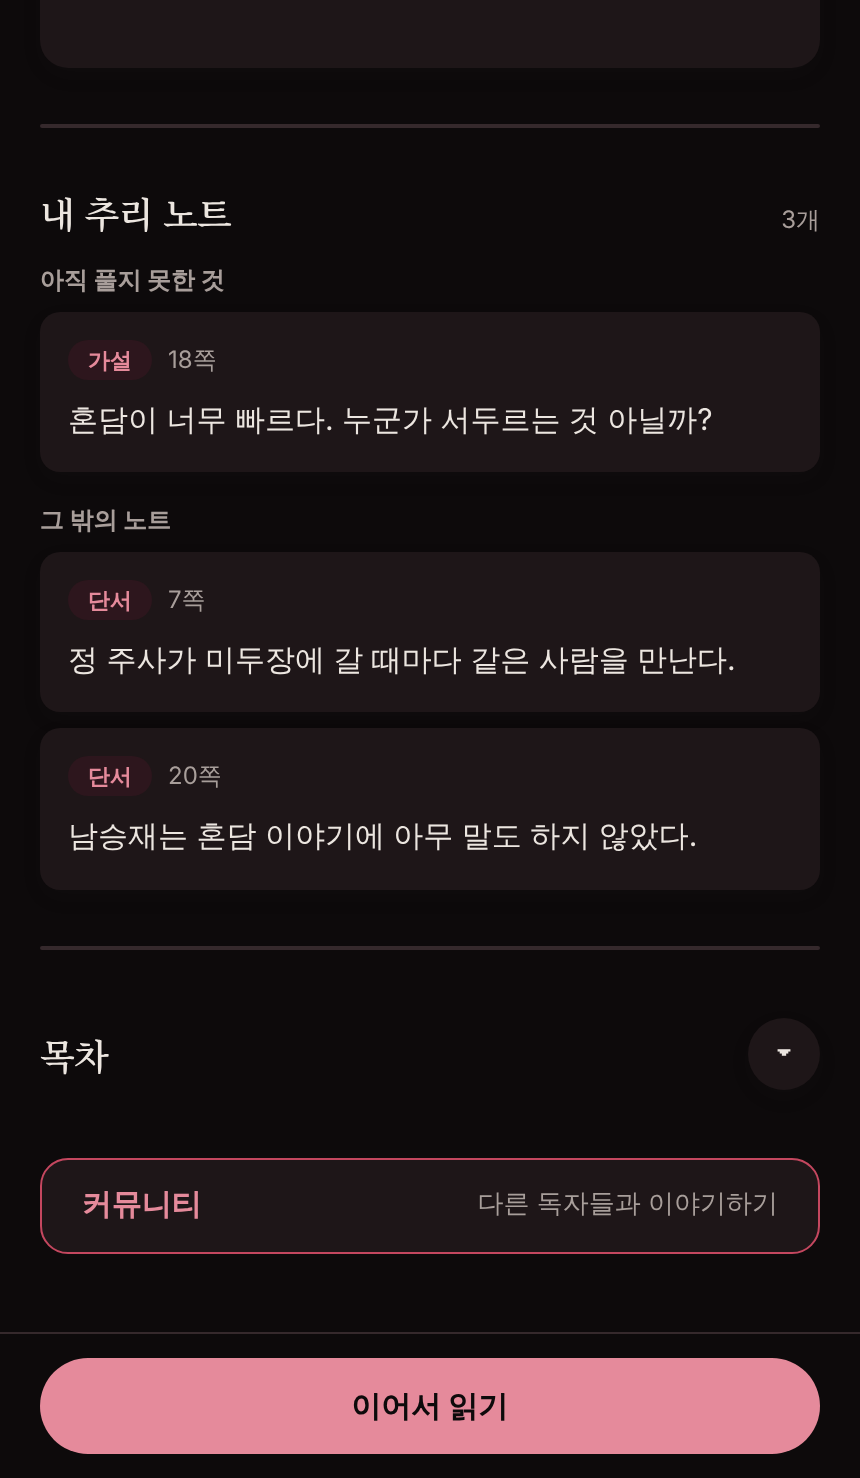 내 추리 노트
3개
아직 풀지 못한 것
가설 18쪽
혼담이 너무 빠르다. 누군가 서두르는 것 아닐까?
그 밖의 노트
단서 7쪽
정 주사가 미두장에 갈 때마다 같은 사람을 만난다.
단서 20쪽
남승재는 혼담 이야기에 아무 말도 하지 않았다.
목차
커뮤니티 다른 독자들과 이야기하기
이어서 읽기